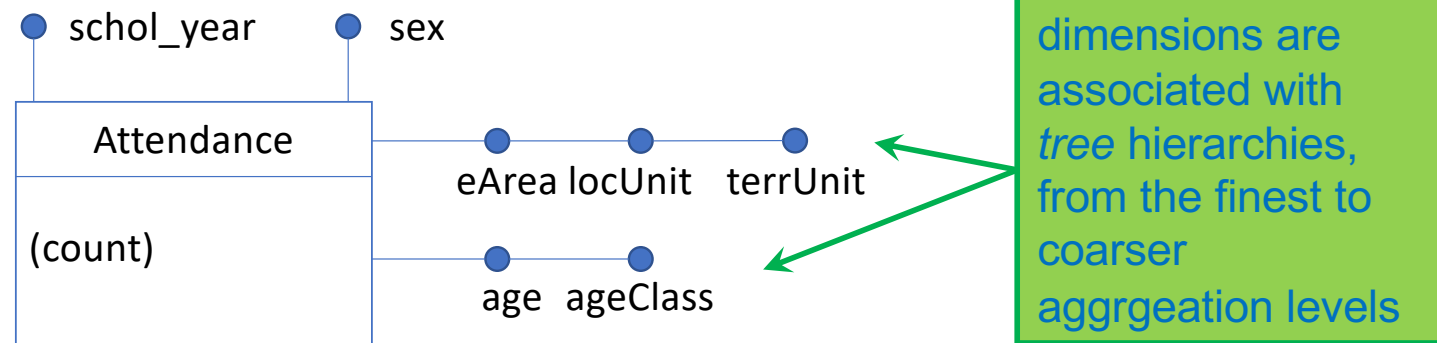 schol_year sex
Attendance
eArea locUnit terrUnit
(count)
age ageClass
dimensions are
associated with
tree hierarchies,
from the finest to
coarser
aggrgeation levels